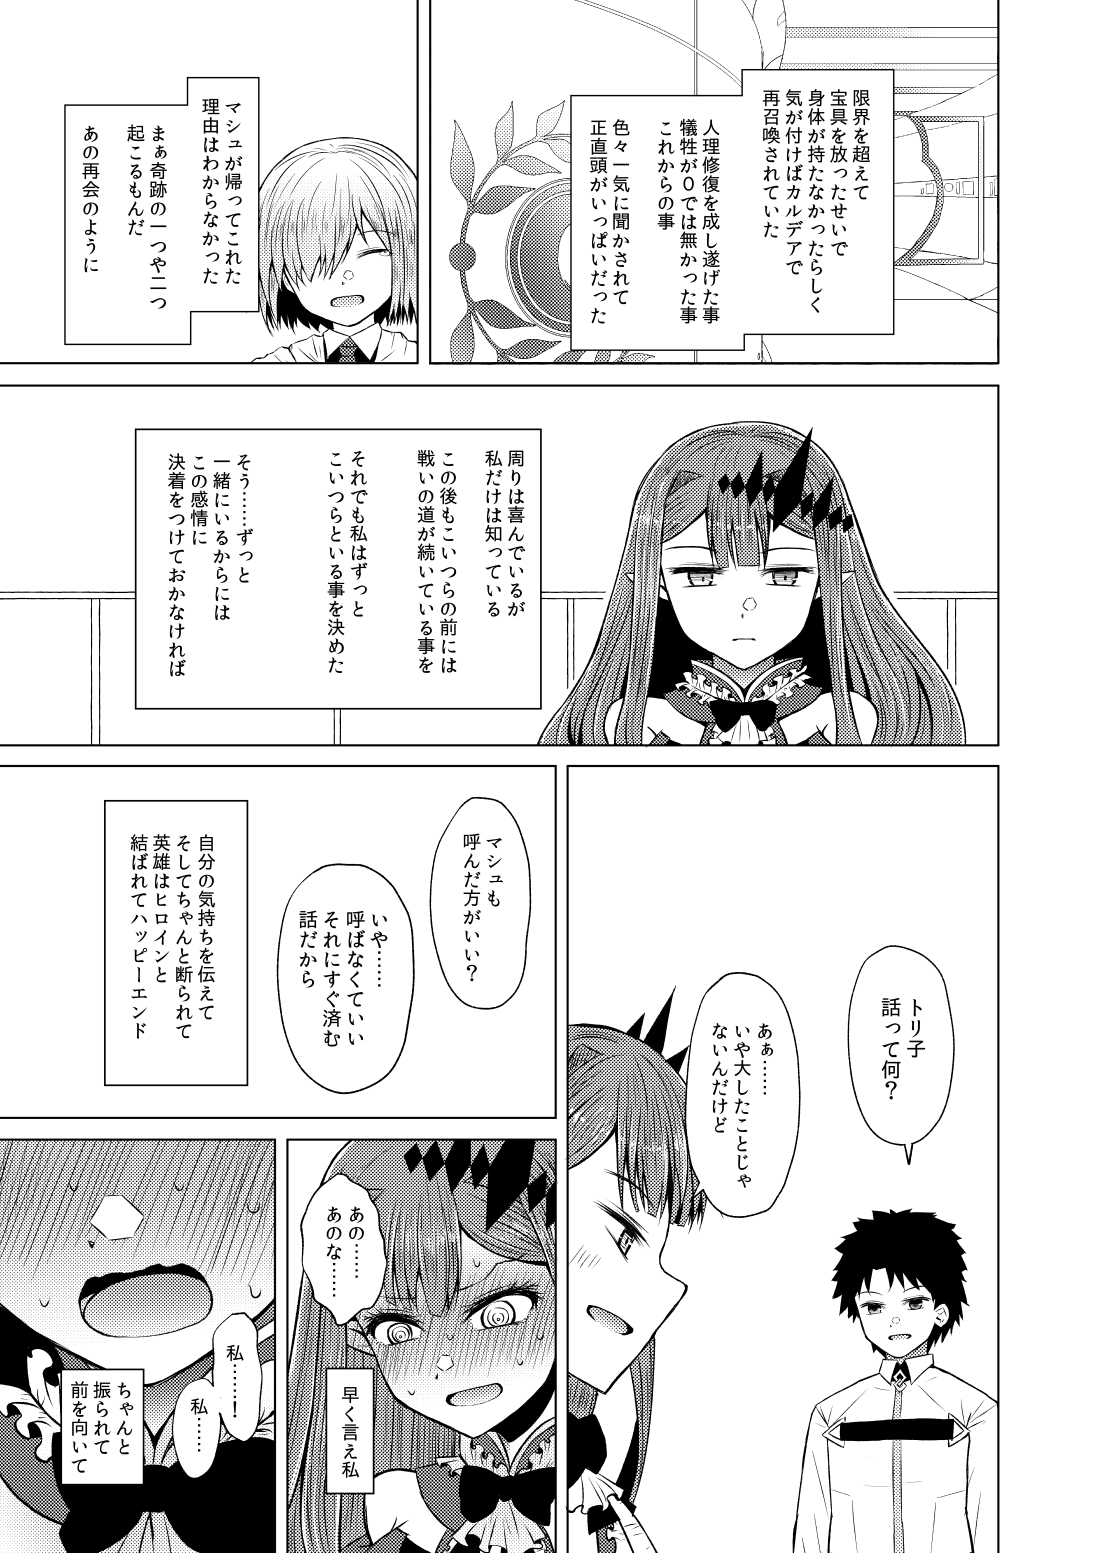 限界を超えて
宝具を放ったせいで
身体が持たなかったらしく
気が付けばカルデアで
再召喚されていた
人理修復を成し遂げた事
犠牲が０では無かった事
これからの事
色々一気に聞かされて
正直頭がいっぱいだった
マシュが帰ってこれた
理由はわからなかった
まぁ奇跡の一つや二つ
起こるもんだ
あの再会のように
周りは喜んでいるが
私だけは知っている
この後もこいつらの前には
戦いの道が続いている事を
それでも私はずっと
こいつらといる事を決めた
そう……ずっと
一緒にいるからには
この感情に
決着をつけておかなければ
トリ子
話って何？
あぁ……
いや大したことじゃ
ないんだけど
マシュも
呼んだ方がいい？
いや……
呼ばなくていい
それにすぐ済む
話だから
自分の気持ちを伝えて
そしてちゃんと断られて
英雄はヒロインと
結ばれてハッピーエンド
あの……
あのな……
早く言え私
私………！
私……
ちゃんと
振られて
前を向いて